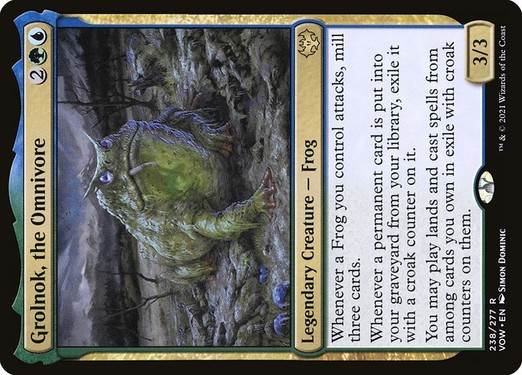 Grolnok, the Omnivore
2
Legendary Creature — Frog
Whenever a Frog you control attacks, mill
three cards.
Whenever a permanent card is put into
your graveyard from your library, exile it
with a croak counter on it.
You may play lands and cast spells from
among cards you own in exile with croak
counters on them.
3/3
238/277 R
VOW • EN SIMON DOMINIC
™ & © 2021 Wizards of the Coast